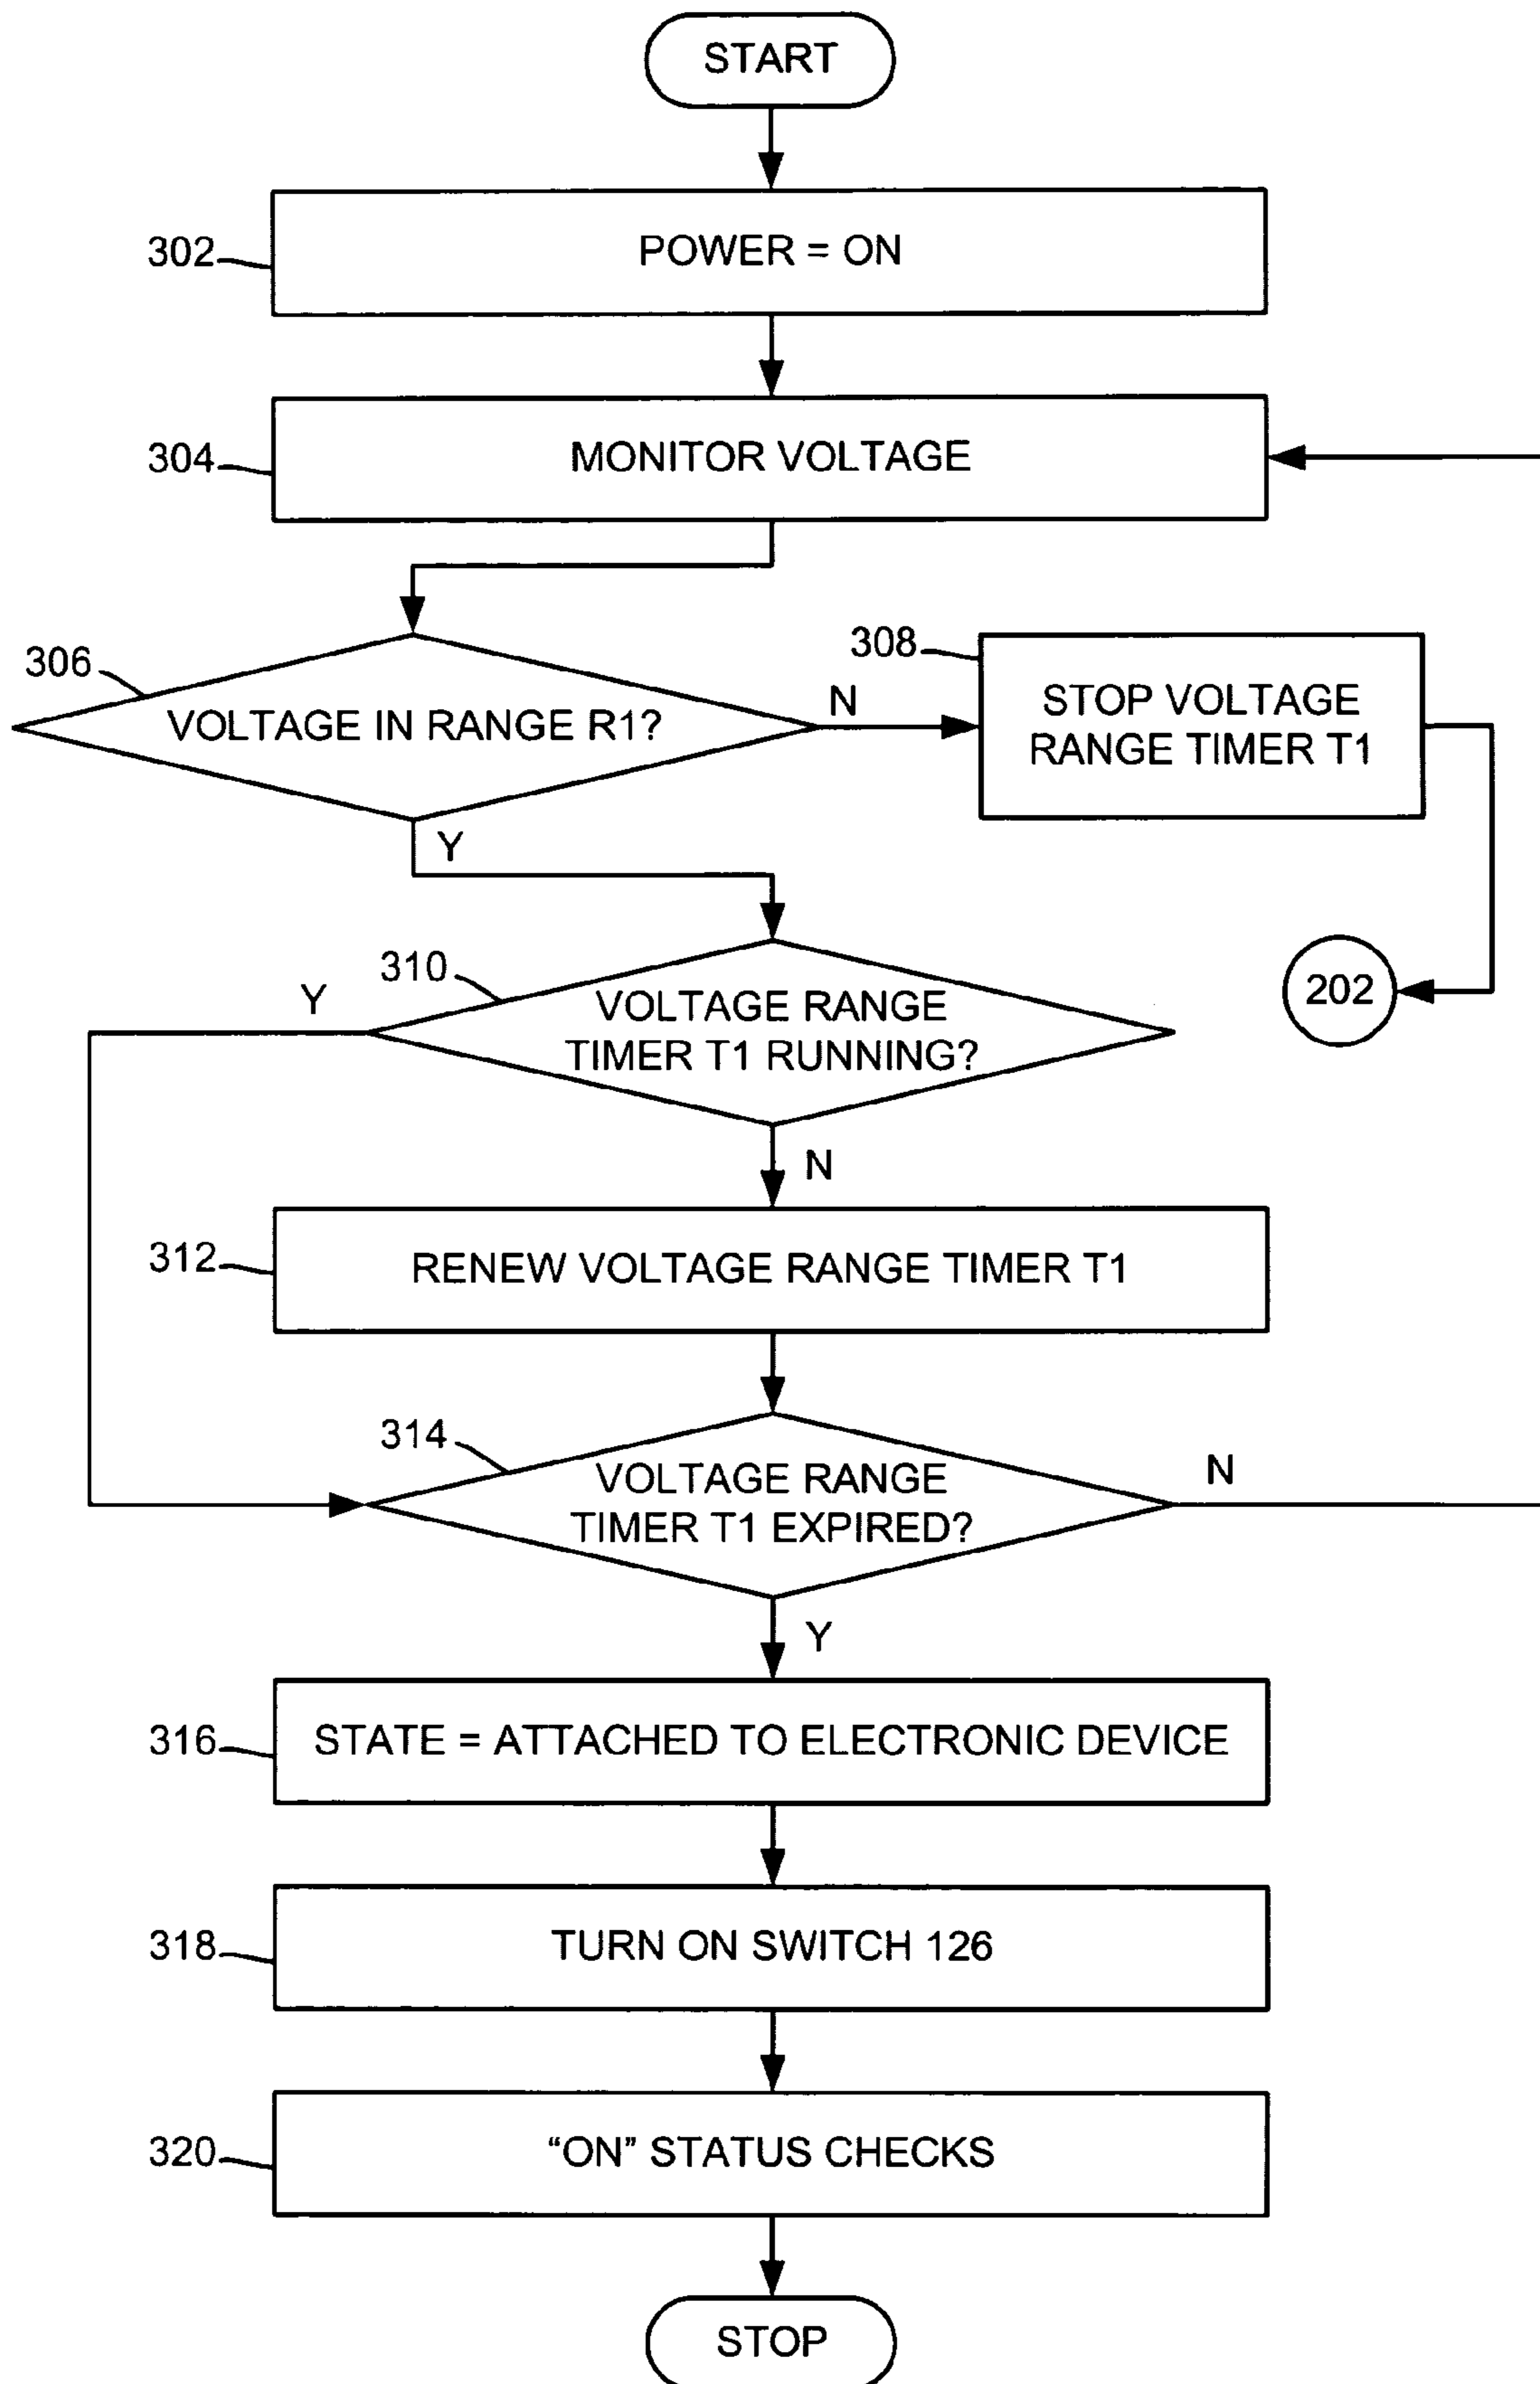 START
302
POWER = ON
304
MONITOR VOLTAGE
306
VOLTAGE IN RANGE R1?
N
308
STOP VOLTAGE
RANGE TIMER T1
Y
202
310
Y
VOLTAGE RANGE
TIMER T1 RUNNING?
N
312
RENEW VOLTAGE RANGE TIMER T1
314
VOLTAGE RANGE
TIMER T1 EXPIRED?
N
Y
316
STATE = ATTACHED TO ELECTRONIC DEVICE
318
TURN ON SWITCH 126
320
“ON” STATUS CHECKS
STOP